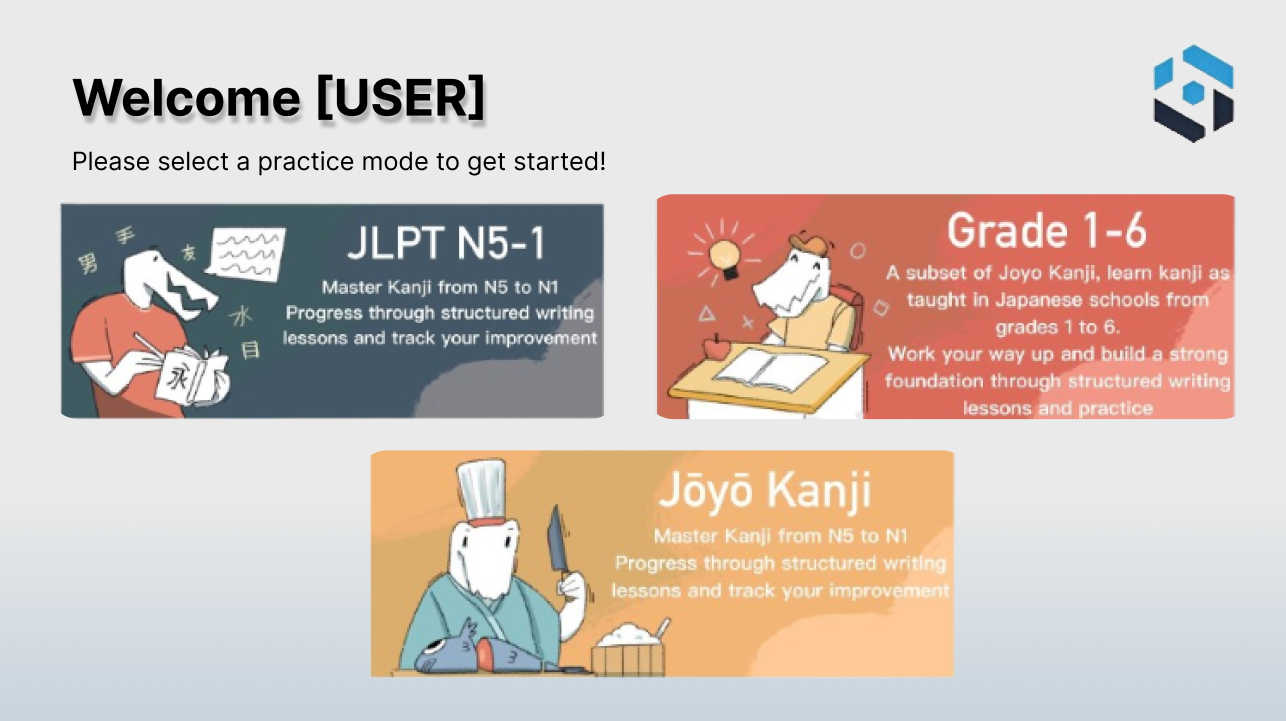 Welcome [USER]
Please select a practice mode to get started!
JLPT N5-1
Master Kanji from N5 to N1
Progress through structured writing
lessons and track your improvement
男
手
友
水
目
永
Grade 1-6
A subset of Joyo Kanji, learn kanji as
taught in Japanese schools from
grades 1 to 6.
Work your way up and build a strong
foundation through structured writing
lessons and practice
Jōyō Kanji
Master Kanji from N5 to N1
Progress through structured writing
lessons and track your improvement